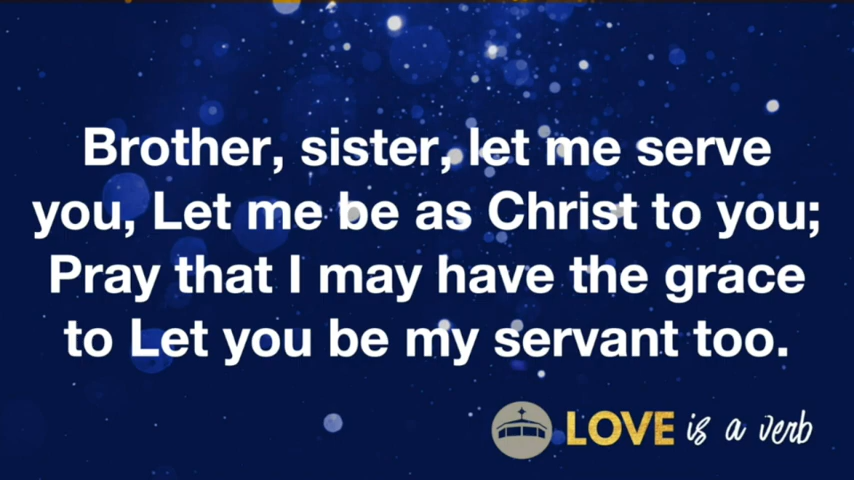 Brother, sister, let me serve
you, Let me be as Christ to you;
Pray that I may have the grace
to Let you be my servant too.
LOVE is a verb